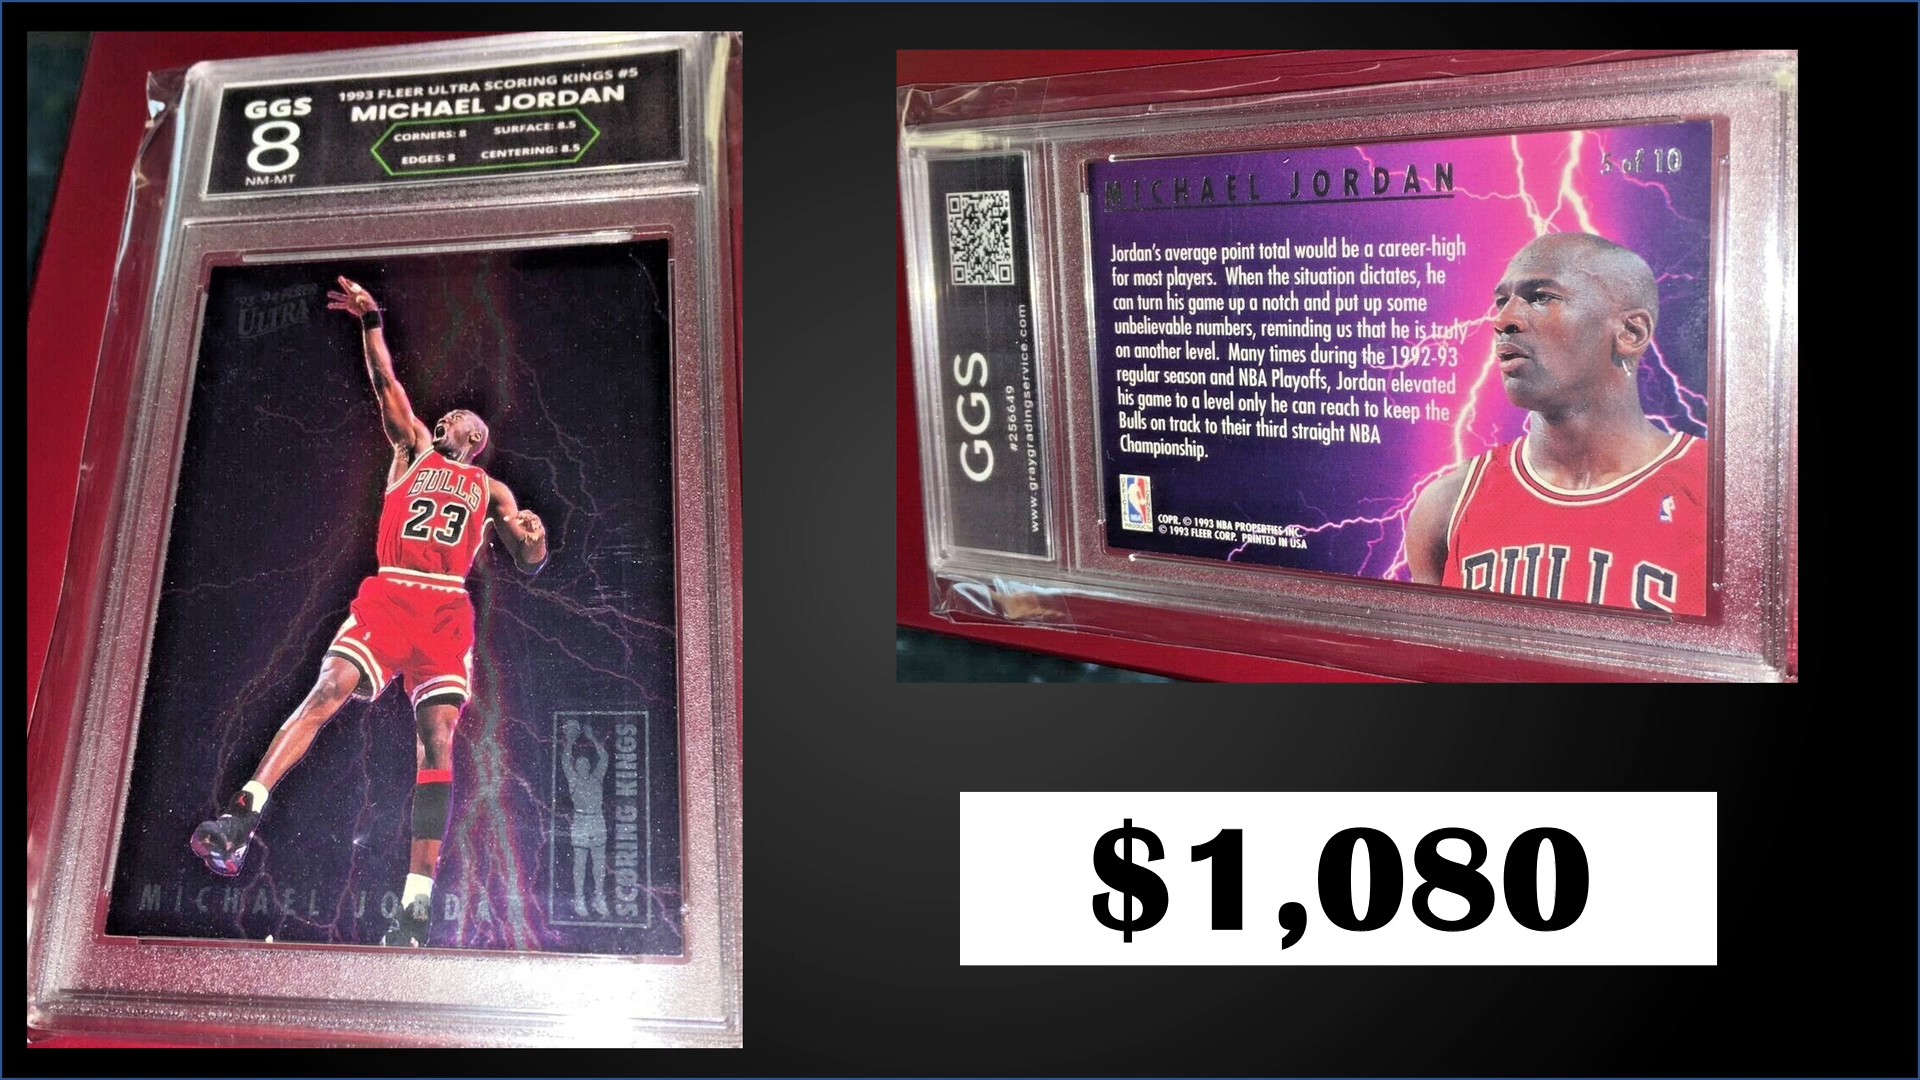 1993 FLEER ULTRA SCORING KINGS #5
GGS
MICHAEL JORDAN
8
CORNERS: 8 SURFACE: 8.5
EDGES: 8 CENTERING: 8.5
NM-MT
ULTRA
BULLS
23
SCORING KINGS
MICHAEL JORDAN
GGS
#256649
www.graygradingservice.com
MICHAEL JORDAN
5 of 10
Jordan's average point total would be a career-high
for most players. When the situation dictates, he
can turn his game up a notch and put up some
unbelievable numbers, reminding us that he is truly
on another level. Many times during the 1992-93
regular season and NBA Playoffs, Jordan elevated
his game to a level only he can reach to keep the
Bulls on track to their third straight NBA
Championship.
COPR. © 1993 NBA PROPERTIES INC.
© 1993 FLEER CORP. PRINTED IN USA
BULLS
$1,080